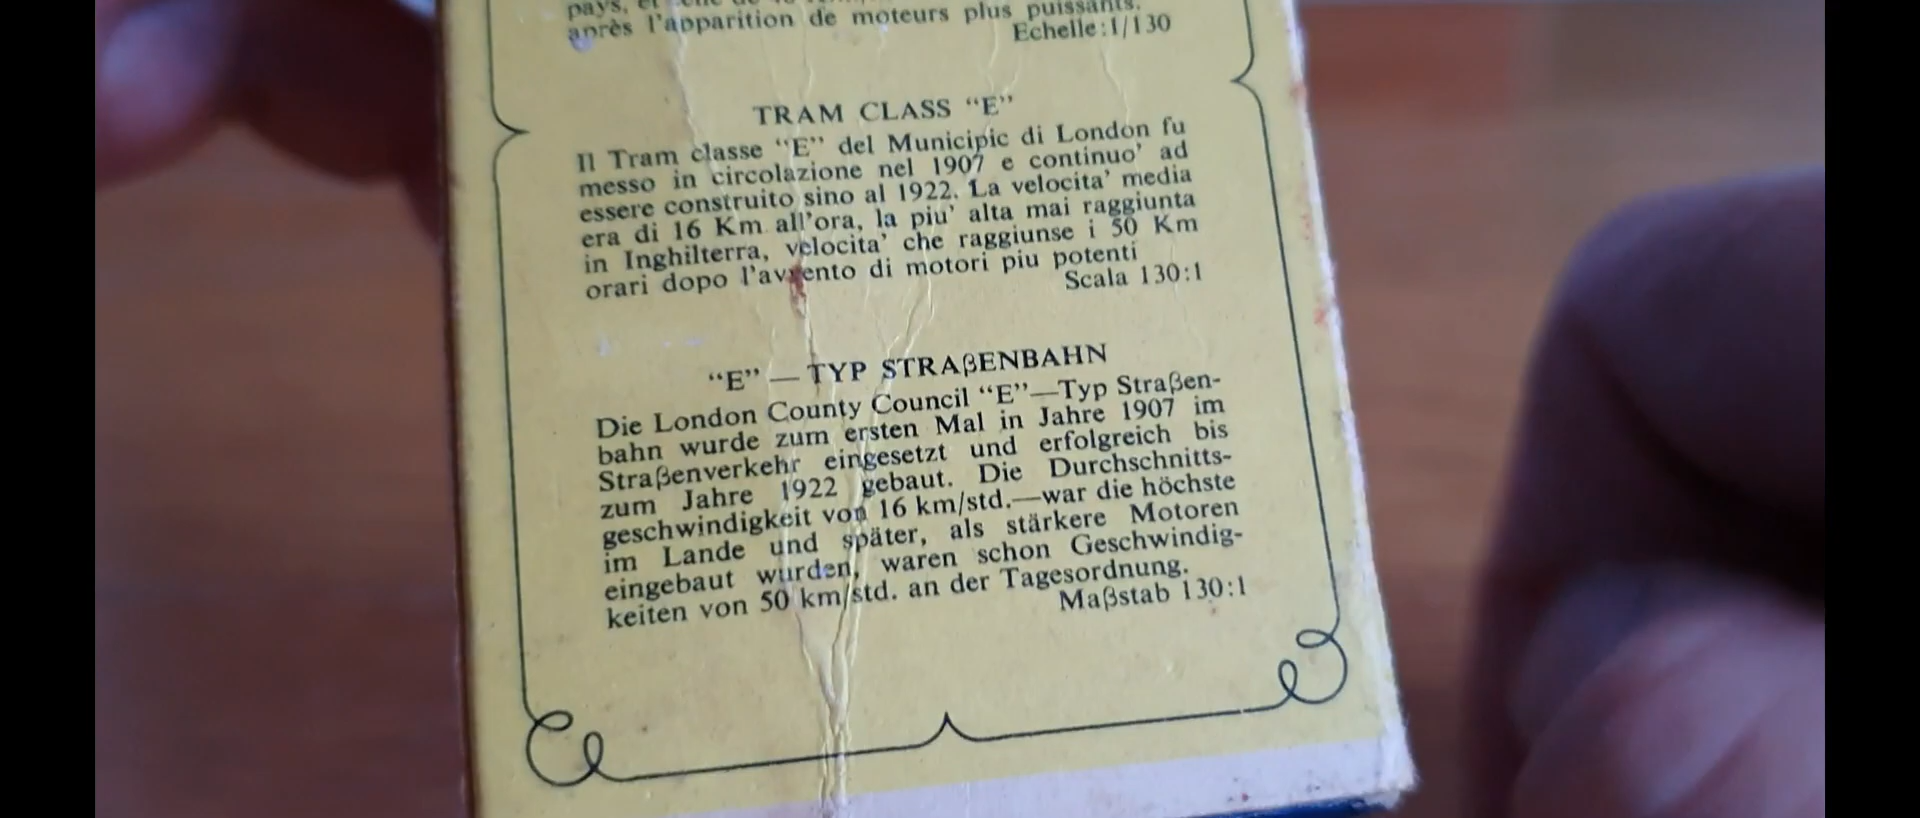 pays, et
après l'apparition de moteurs plus puissants.
Echelle:1/130
TRAM CLASS “E”
Il Tram classe “E” del Municipic di London fu
messo in circolazione nel 1907 e continuo' ad
essere construito sino al 1922. La velocita' media
era di 16 Km all'ora, la piu' alta mai raggiunta
in Inghilterra, velocita' che raggiunse i 50 Km
orari dopo l'avvento di motori piu potenti
Scala 130:1
“E” — TYP STRAßENBAHN
Die London County Council “E”—Typ Straßen-
bahn wurde zum ersten Mal in Jahre 1907 im
Straßenverkehr eingesetzt und erfolgreich bis
zum Jahre 1922 gebaut. Die Durchschnitts-
geschwindigkeit von 16 km/std.—war die höchste
im Lande und später, als stärkere Motoren
eingebaut wurden, waren schon Geschwindig-
keiten von 50 km/std. an der Tagesordnung.
Maßstab 130:1